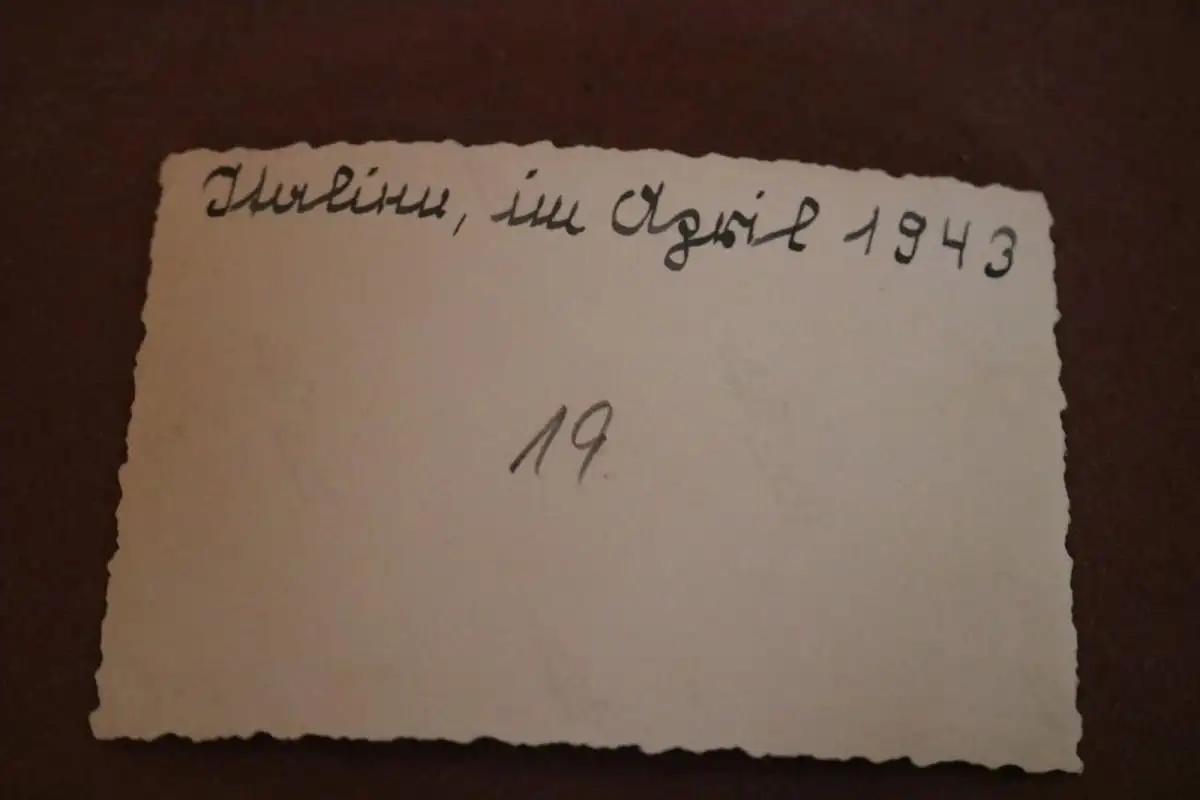 Italien, im April 1943
19.